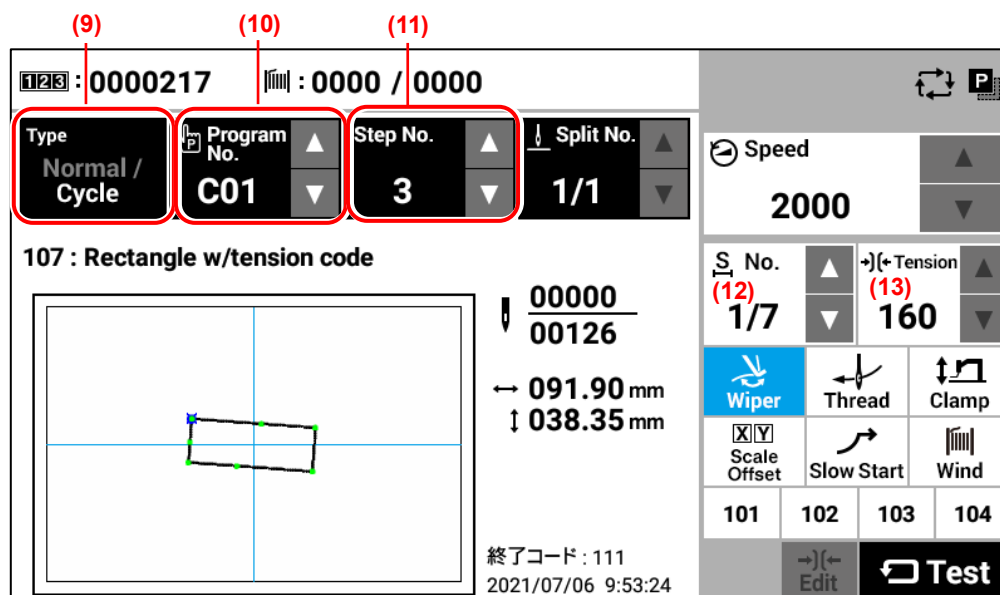 (9) (10) (11)
123 : 0000217 : 0000 / 0000
P
Type
Normal /
Cycle
P Program
No.
C01
Step No.
3
Split No.
1/1
Speed
2000
107 : Rectangle w/tension code
S No.
(12)
1/7
Tension
(13)
160
00000
00126
091.90 mm
038.35 mm
Wiper Thread Clamp
X Y
Scale
Offset
Slow Start Wind
101 102 103 104
終了コード : 111
2021/07/06 9:53:24
Edit
Test